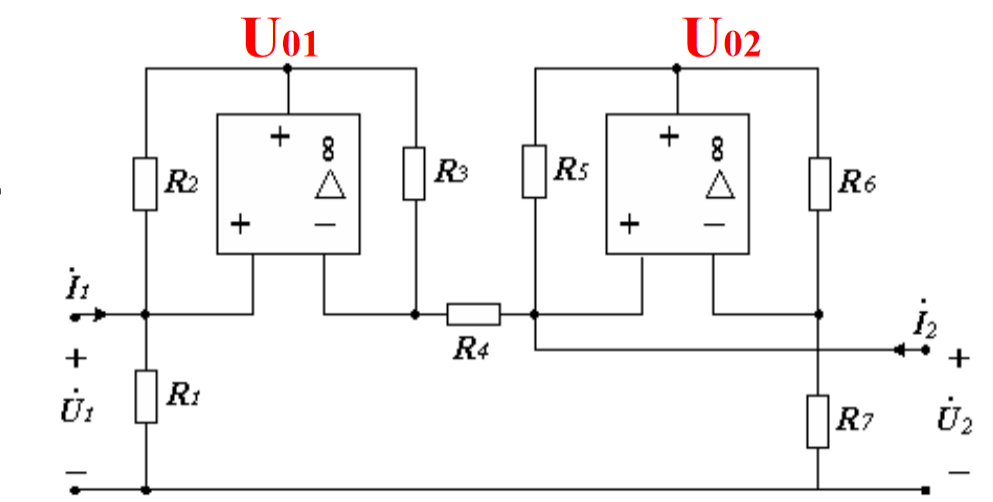 U01 U02
+ ∞ + ∞
R2 R3 R5 R6
+ − + −
İ1 İ2
R4
+ +
U̇1 R1 R7 U̇2
− −